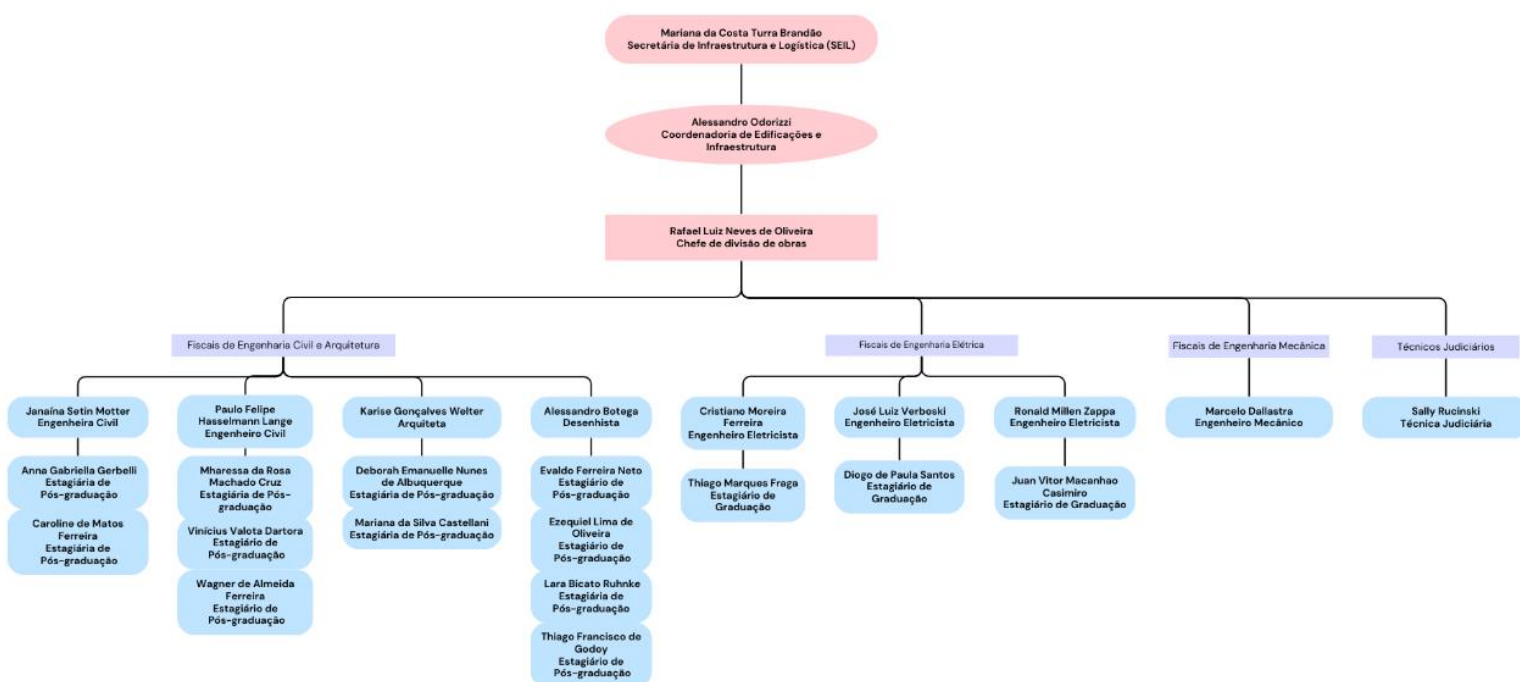 Mariana da Costa Turra Brandão
Secretária de Infraestrutura e Logística (SEIL)
Alessandro Odorizzi
Coordenadoria de Edificações e
Infraestrutura
Rafael Luiz Neves de Oliveira
Chefe de divisão de obras
Fiscais de Engenharia Civil e Arquitetura
Fiscais de Engenharia Elétrica
Fiscais de Engenharia Mecânica
Técnicos Judiciários
Janaína Setin Motter
Engenheira Civil
Anna Gabriella Gerbelli
Estagiária de
Pós-graduação
Caroline de Matos
Ferreira
Estagiária de
Pós-graduação
Paulo Felipe
Hasselmann Lange
Engenheiro Civil
Mharessa da Rosa
Machado Cruz
Estagiária de Pós-
graduação
Vinícius Valota Dartora
Estagiário de
Pós-graduação
Wagner de Almeida
Ferreira
Estagiário de
Pós-graduação
Karise Gonçalves Welter
Arquiteta
Deborah Emanuelle Nunes
de Albuquerque
Estagiária de Pós-graduação
Mariana da Silva Castellani
Estagiária de Pós-graduação
Alessandro Botega
Desenhista
Evaldo Ferreira Neto
Estagiário de
Pós-graduação
Ezequiel Lima de
Oliveira
Estagiário de
Pós-graduação
Lara Bicato Ruhnke
Estagiária de
Pós-graduação
Thiago Francisco de
Godoy
Estagiário de
Pós-graduação
Cristiano Moreira
Ferreira
Engenheiro Eletricista
Thiago Marques Fraga
Estagiário de
Graduação
José Luiz Verboski
Engenheiro Eletricista
Diogo de Paula Santos
Estagiário de
Graduação
Ronald Millen Zappa
Engenheiro Eletricista
Juan Vitor Macanhao
Casimiro
Estagiário de Graduação
Marcelo Dallastra
Engenheiro Mecânico
Sally Rucinski
Técnica Judiciária